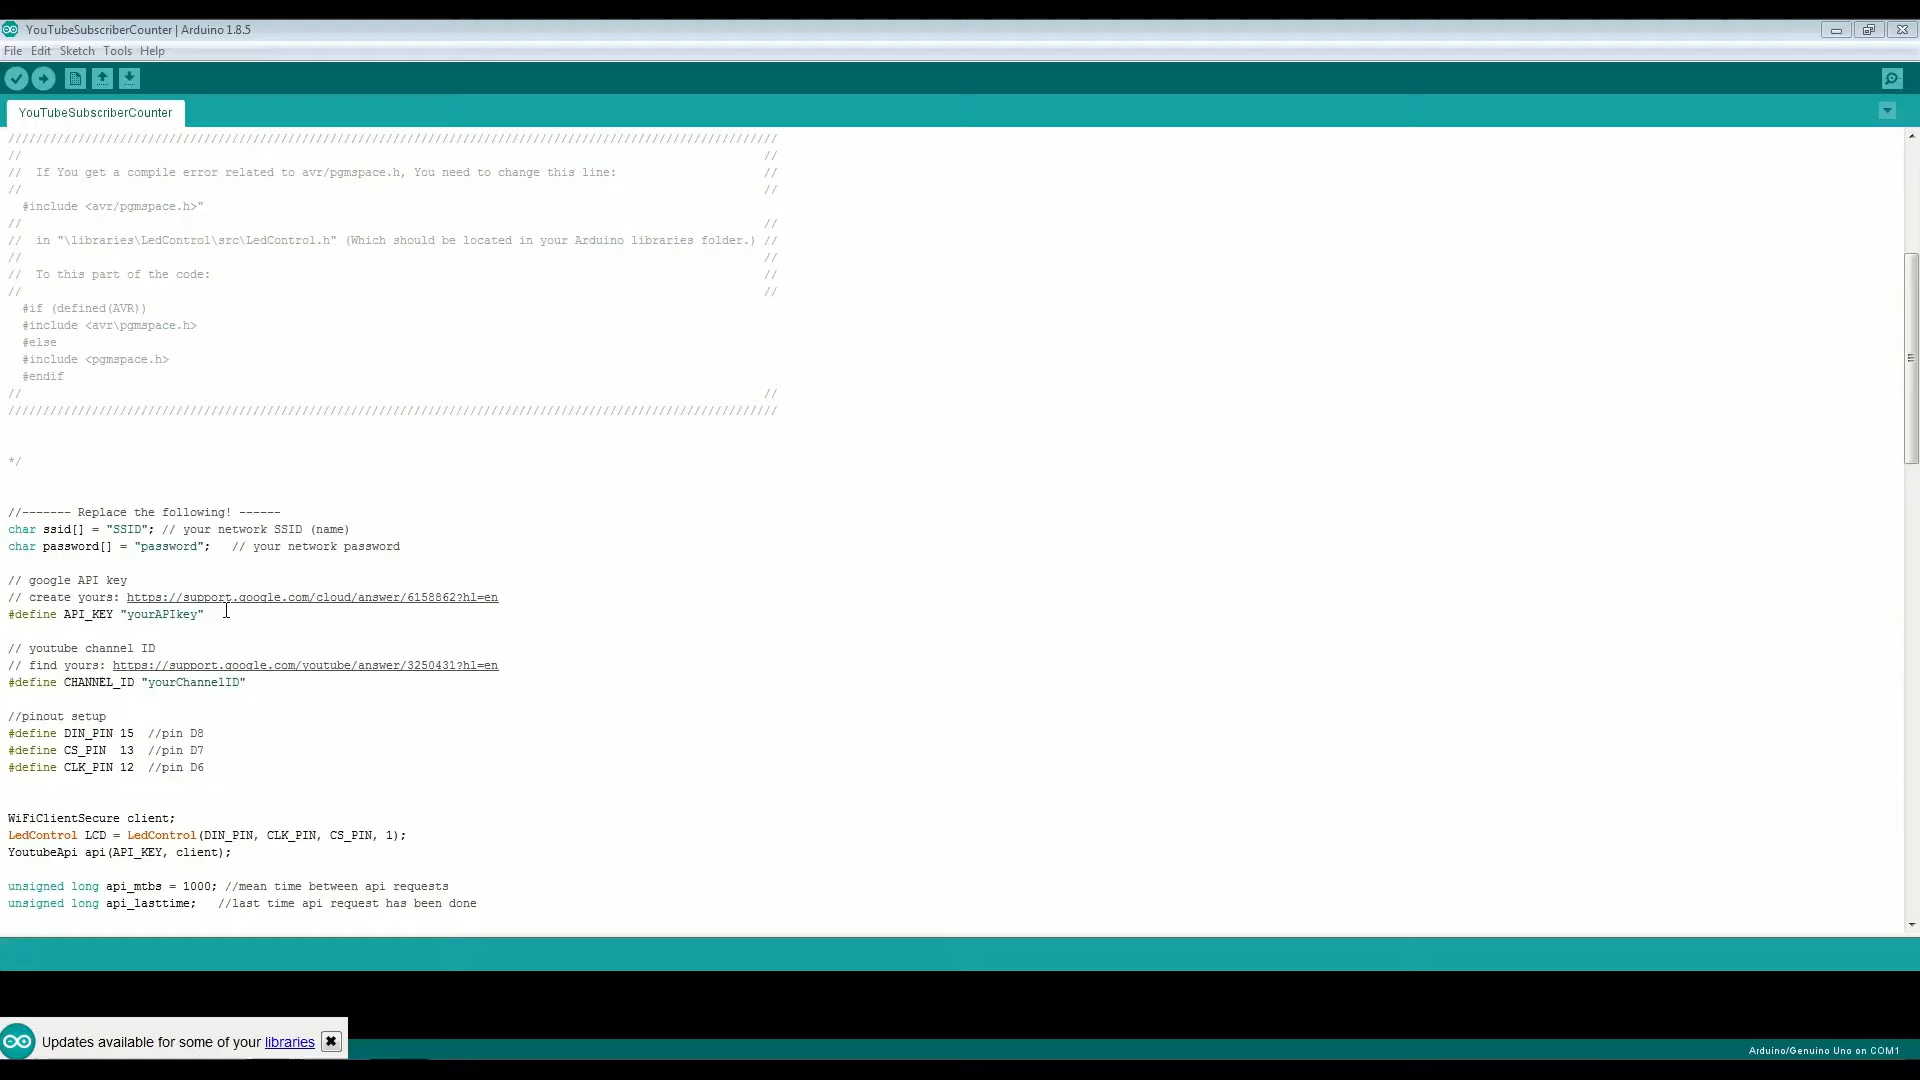 YouTubeSubscriberCounter | Arduino 1.8.5
File Edit Sketch Tools Help
YouTubeSubscriberCounter
//////////////////////////////////////////////////////////////////////////////////////////////////////////////
// //
// If You get a compile error related to avr/pgmspace.h, You need to change this line: //
// //
#include <avr/pgmspace.h>"
// //
// in "\libraries\LedControl\src\LedControl.h" (Which should be located in your Arduino libraries folder.) //
// //
// To this part of the code: //
// //
#if (defined(AVR))
#include <avr\pgmspace.h>
#else
#include <pgmspace.h>
#endif
// //
//////////////////////////////////////////////////////////////////////////////////////////////////////////////
*/
//------- Replace the following! ------
char ssid[] = "SSID"; // your network SSID (name)
char password[] = "password"; // your network password
// google API key
// create yours: https://support.google.com/cloud/answer/6158862?hl=en
#define API_KEY "yourAPIkey"
// youtube channel ID
// find yours: https://support.google.com/youtube/answer/3250431?hl=en
#define CHANNEL_ID "yourChannelID"
//pinout setup
#define DIN_PIN 15 //pin D8
#define CS_PIN 13 //pin D7
#define CLK_PIN 12 //pin D6
WiFiClientSecure client;
LedControl LCD = LedControl(DIN_PIN, CLK_PIN, CS_PIN, 1);
YoutubeApi api(API_KEY, client);
unsigned long api_mtbs = 1000; //mean time between api requests
unsigned long api_lasttime; //last time api request has been done
Updates available for some of your libraries
Arduino/Genuino Uno on COM1